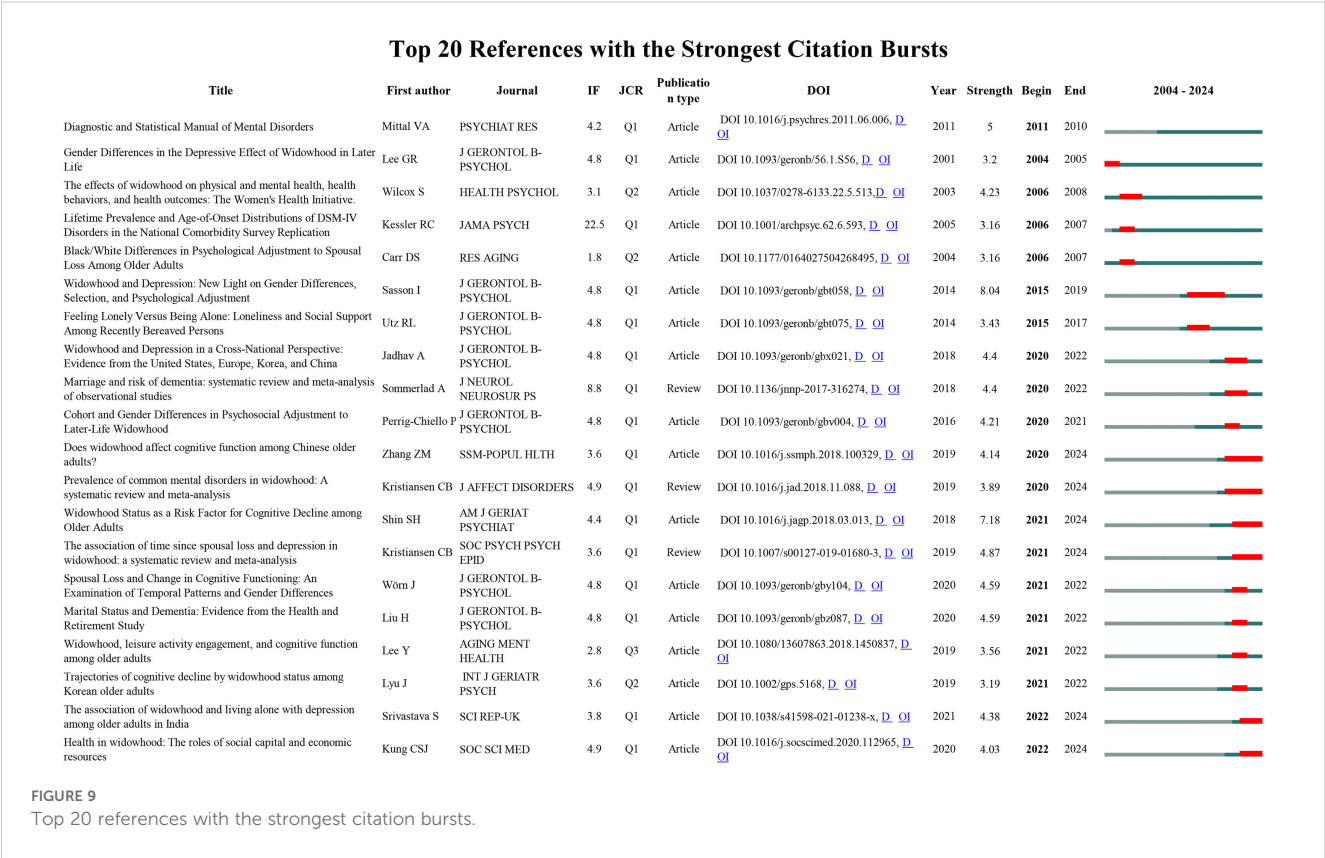 Top 20 References with the Strongest Citation Bursts
Title First author Journal IF JCR Publicatio n type DOI Year Strength Begin End 2004 - 2024
Diagnostic and Statistical Manual of Mental Disorders Mittal VA PSYCHIAT RES 4.2 Q1 Article DOI 10.1016/j.psychres.2011.06.006, D OI 2011 5 2011 2010
Gender Differences in the Depressive Effect of Widowhood in Later Life Lee GR J GERONTOL B-PSYCHOL 4.8 Q1 Article DOI 10.1093/geronb/56.1.S56, D OI 2001 3.2 2004 2005
The effects of widowhood on physical and mental health, health behaviors, and health outcomes: The Women's Health Initiative. Wilcox S HEALTH PSYCHOL 3.1 Q2 Article DOI 10.1037/0278-6133.22.5.513,D OI 2003 4.23 2006 2008
Lifetime Prevalence and Age-of-Onset Distributions of DSM-IV Disorders in the National Comorbidity Survey Replication Kessler RC JAMA PSYCH 22.5 Q1 Article DOI 10.1001/archpsyc.62.6.593, D OI 2005 3.16 2006 2007
Black/White Differences in Psychological Adjustment to Spousal Loss Among Older Adults Carr DS RES AGING 1.8 Q2 Article DOI 10.1177/0164027504268495, D OI 2004 3.16 2006 2007
Widowhood and Depression: New Light on Gender Differences, Selection, and Psychological Adjustment Sasson I J GERONTOL B-PSYCHOL 4.8 Q1 Article DOI 10.1093/geronb/gbt058, D OI 2014 8.04 2015 2019
Feeling Lonely Versus Being Alone: Loneliness and Social Support Among Recently Bereaved Persons Utz RL J GERONTOL B-PSYCHOL 4.8 Q1 Article DOI 10.1093/geronb/gbt075, D OI 2014 3.43 2015 2017
Widowhood and Depression in a Cross-National Perspective: Evidence from the United States, Europe, Korea, and China Jadhav A J GERONTOL B-PSYCHOL 4.8 Q1 Article DOI 10.1093/geronb/gbx021, D OI 2018 4.4 2020 2022
Marriage and risk of dementia: systematic review and meta-analysis of observational studies Sommerlad A J NEUROL NEUROSUR PS 8.8 Q1 Review DOI 10.1136/jnnp-2017-316274, D OI 2018 4.4 2020 2022
Cohort and Gender Differences in Psychosocial Adjustment to Later-Life Widowhood Perrig-Chiello P J GERONTOL B-PSYCHOL 4.8 Q1 Article DOI 10.1093/geronb/gbv004, D OI 2016 4.21 2020 2021
Does widowhood affect cognitive function among Chinese older adults? Zhang ZM SSM-POPUL HLTH 3.6 Q1 Article DOI 10.1016/j.ssmph.2018.100329, D OI 2019 4.14 2020 2024
Prevalence of common mental disorders in widowhood: A systematic review and meta-analysis Kristiansen CB J AFFECT DISORDERS 4.9 Q1 Review DOI 10.1016/j.jad.2018.11.088, D OI 2019 3.89 2020 2024
Widowhood Status as a Risk Factor for Cognitive Decline among Older Adults Shin SH AM J GERIAT PSYCHIAT 4.4 Q1 Article DOI 10.1016/j.jagp.2018.03.013, D OI 2018 7.18 2021 2024
The association of time since spousal loss and depression in widowhood: a systematic review and meta-analysis Kristiansen CB SOC PSYCH PSYCH EPID 3.6 Q1 Review DOI 10.1007/s00127-019-01680-3, D OI 2019 4.87 2021 2024
Spousal Loss and Change in Cognitive Functioning: An Examination of Temporal Patterns and Gender Differences Wörn J J GERONTOL B-PSYCHOL 4.8 Q1 Article DOI 10.1093/geronb/gby104, D OI 2020 4.59 2021 2022
Marital Status and Dementia: Evidence from the Health and Retirement Study Liu H J GERONTOL B-PSYCHOL 4.8 Q1 Article DOI 10.1093/geronb/gbz087, D OI 2020 4.59 2021 2022
Widowhood, leisure activity engagement, and cognitive function among older adults Lee Y AGING MENT HEALTH 2.8 Q3 Article DOI 10.1080/13607863.2018.1450837, D OI 2019 3.56 2021 2022
Trajectories of cognitive decline by widowhood status among Korean older adults Lyu J INT J GERIATR PSYCH 3.6 Q2 Article DOI 10.1002/gps.5168, D OI 2019 3.19 2021 2022
The association of widowhood and living alone with depression among older adults in India Srivastava S SCI REP-UK 3.8 Q1 Article DOI 10.1038/s41598-021-01238-x, D OI 2021 4.38 2022 2024
Health in widowhood: The roles of social capital and economic resources Kung CSJ SOC SCI MED 4.9 Q1 Article DOI 10.1016/j.socscimed.2020.112965, D OI 2020 4.03 2022 2024
FIGURE 9
Top 20 references with the strongest citation bursts.